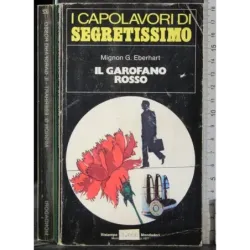 I CAPOLAVORI DI
SEGRETISSIMO
Mignon G. Eberhart
IL GAROFANO
ROSSO
Mondadori